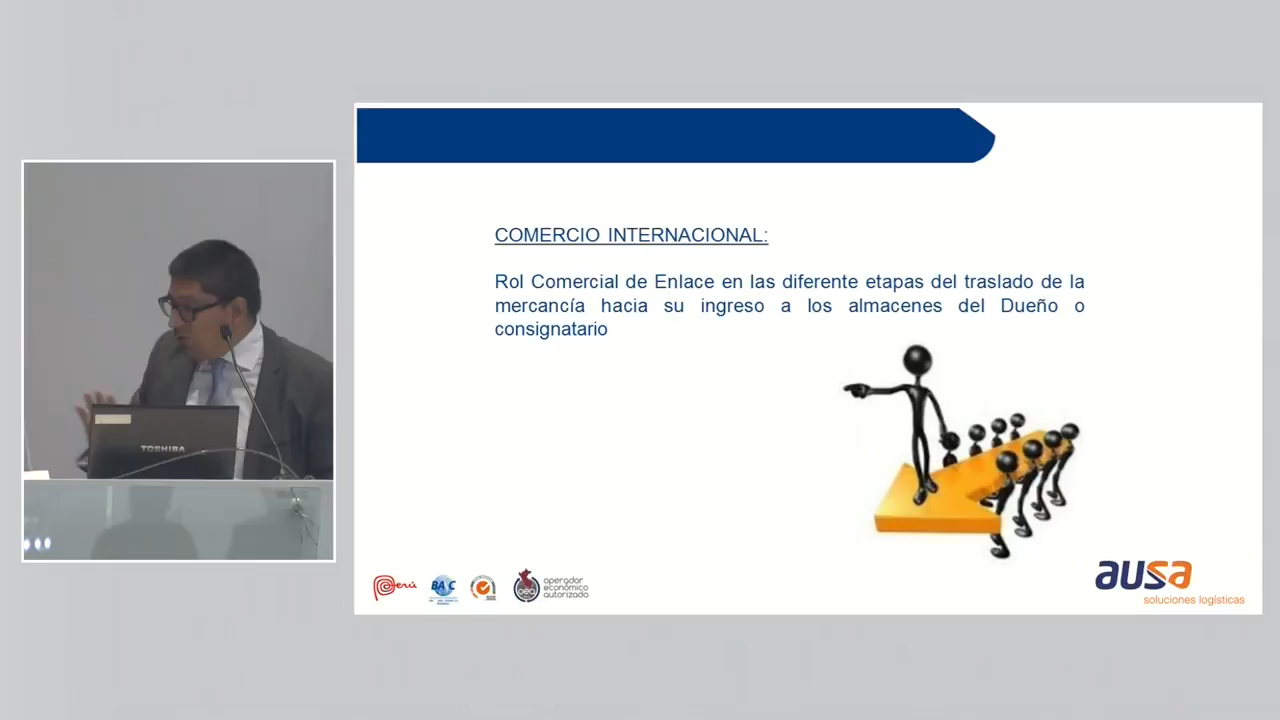 COMERCIO INTERNACIONAL:
Rol Comercial de Enlace en las diferente etapas del traslado de la
mercancía hacia su ingreso a los almacenes del Dueño o
consignatario
TOSHIBA
Perú
BASC
oea
operador
económico
autorizado
ausa
soluciones logísticas